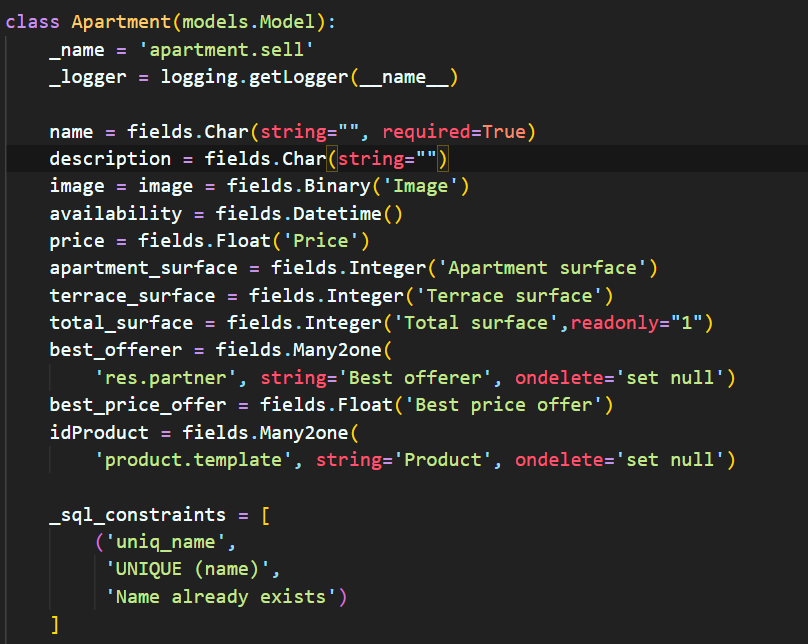 class Apartment(models.Model):
    _name = 'apartment.sell'
    _logger = logging.getLogger(__name__)

    name = fields.Char(string="", required=True)
    description = fields.Char(string="")
    image = image = fields.Binary('Image')
    availability = fields.Datetime()
    price = fields.Float('Price')
    apartment_surface = fields.Integer('Apartment surface')
    terrace_surface = fields.Integer('Terrace surface')
    total_surface = fields.Integer('Total surface',readonly="1")
    best_offerer = fields.Many2one(
        'res.partner', string='Best offerer', ondelete='set null')
    best_price_offer = fields.Float('Best price offer')
    idProduct = fields.Many2one(
        'product.template', string='Product', ondelete='set null')

    _sql_constraints = [
        ('uniq_name',
         'UNIQUE (name)',
         'Name already exists')
    ]